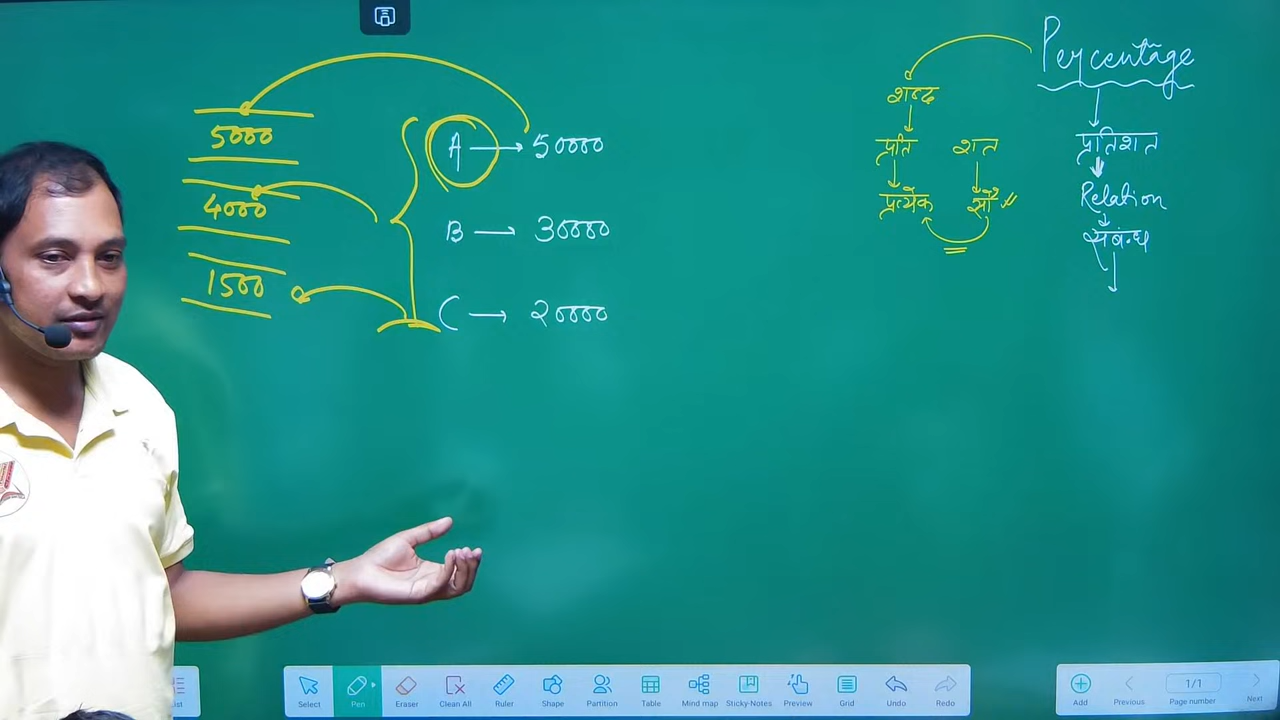 Percentage
शब्द
प्रति शत
प्रत्येक सौ
प्रतिशत
Relation
संबंन्ध
5000
4000
1500
A → 50000
B → 30000
C → 20000
Select
Pen
Eraser
Clean All
Ruler
Shape
Partition
Table
Mind map
Sticky-Notes
Preview
Grid
Undo
Redo
Add
Previous
1/1
Page number
Next